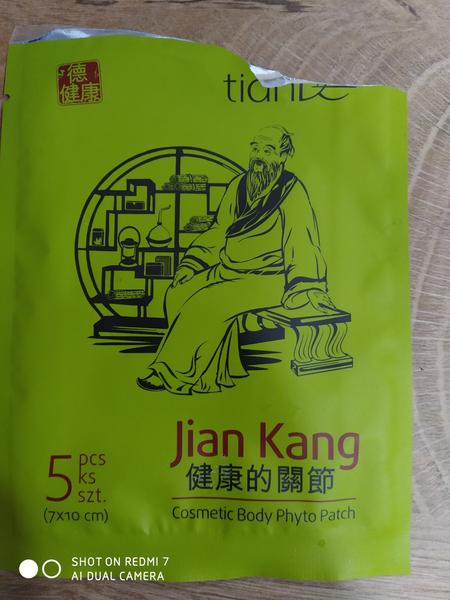 德
健康
tianDe
Jian Kang
健康的關節
Cosmetic Body Phyto Patch
5 pcs
ks
szt.
(7x10 cm)
SHOT ON REDMI 7
AI DUAL CAMERA